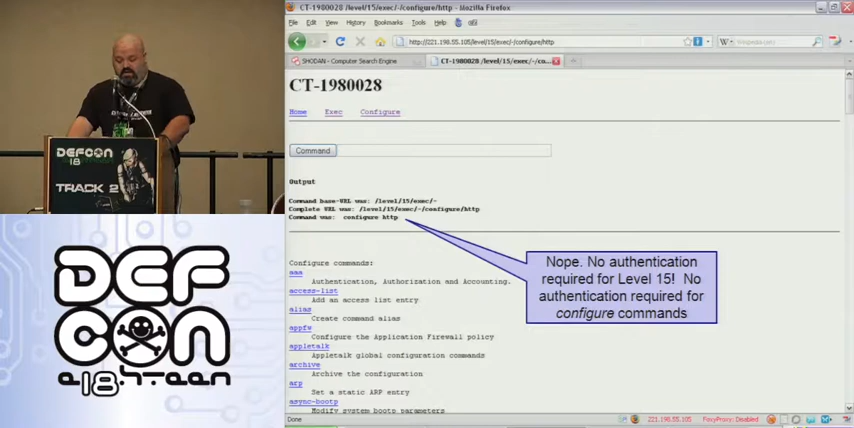 DEFCON
18
TRACK 2
DEF
CON
CT-1980028 /level/15/exec/-/configure/http - Mozilla Firefox
File Edit View History Bookmarks Tools Help
http://221.198.55.105/level/15/exec/-/configure/http
Wikipedia (en)
SHODAN - Computer Search Engine
CT-1980028 /level/15/exec/-/co...
CT-1980028
Home Exec Configure
Command
Output
Command base-URL was: /level/15/exec/-
Complete URL was: /level/15/exec/-/configure/http
Command was: configure http
Configure commands:
aaa
Authentication, Authorization and Accounting.
access-list
Add an access list entry
alias
Create command alias
appfw
Configure the Application Firewall policy
appletalk
Appletalk global configuration commands
archive
Archive the configuration
arp
Set a static ARP entry
async-bootp
Modify system bootp parameters
Nope. No authentication
required for Level 15! No
authentication required for
configure commands
Done
221.198.55.105
FoxyProxy: Disabled